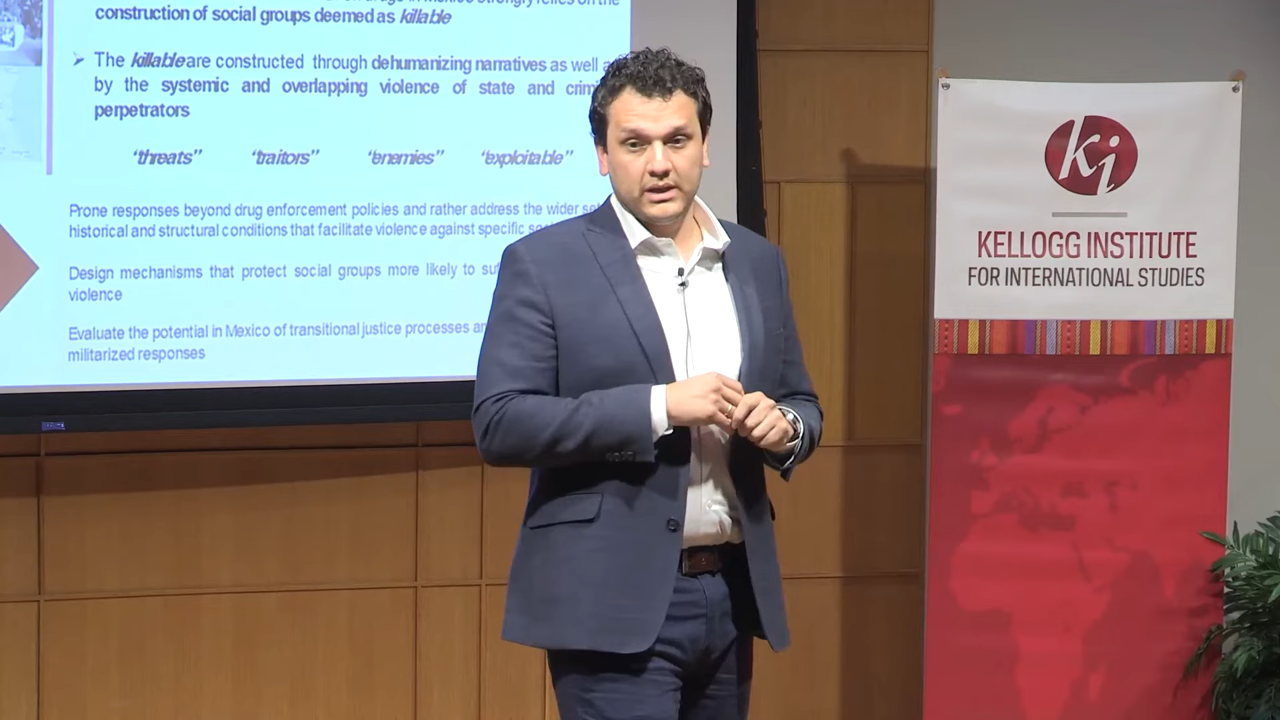 strongly relies on the
construction of social groups deemed as killable
➤ The killable are constructed through dehumanizing narratives as well
by the systemic and overlapping violence of state and
perpetrators
“threats” “traitors” “enemies” “exploitable”
Prone responses beyond drug enforcement policies and rather address the wider
historical and structural conditions that facilitate violence against specific
Design mechanisms that protect social groups more likely to
violence
Evaluate the potential in Mexico of transitional justice processes
militarized responses
ki
KELLOGG INSTITUTE
FOR INTERNATIONAL STUDIES